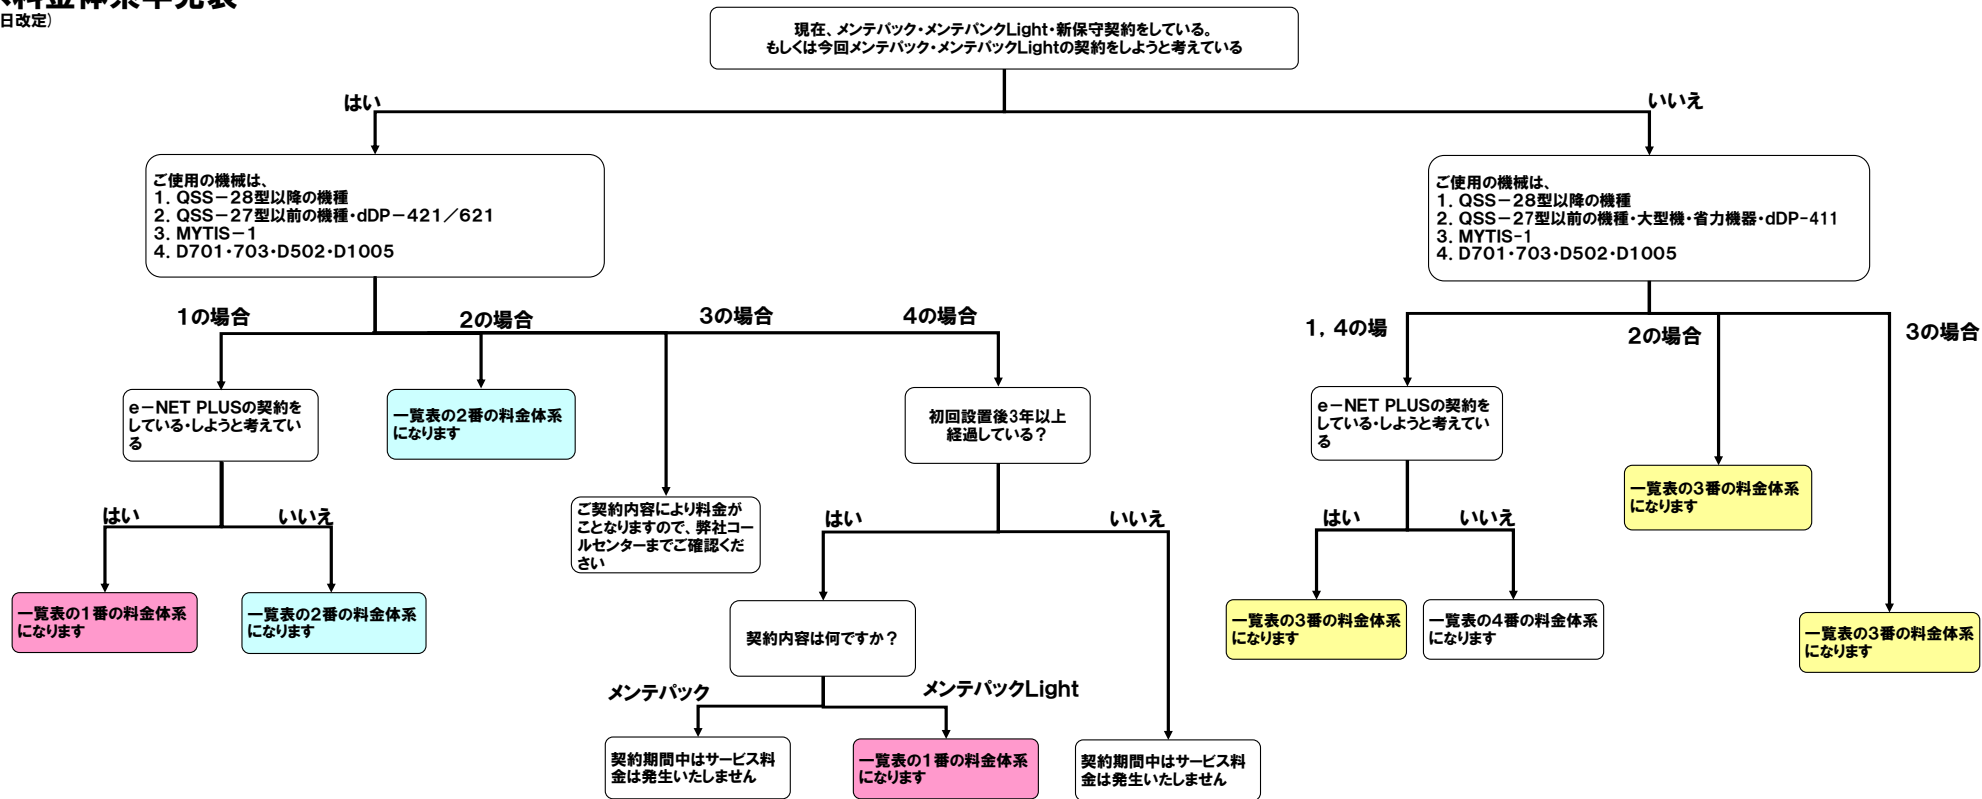 料金体系早見表
日改定)
現在、メンテパック・メンテパンクLight・新保守契約をしている。
もしくは今回メンテパック・メンテパックLightの契約をしようと考えている
はい
いいえ
ご使用の機械は、
1. QSS－28型以降の機種
2. QSS－27型以前の機種・dDP－421／621
3. MYTIS－1
4. D701・703・D502・D1005
ご使用の機械は、
1. QSS－28型以降の機種
2. QSS－27型以前の機種・大型機・省力機器・dDP-411
3. MYTIS-1
4. D701・703・D502・D1005
1の場合
2の場合
3の場合
4の場合
1, 4の場
2の場合
3の場合
e－NET PLUSの契約を
している・しようと考えてい
る
一覧表の2番の料金体系
になります
初回設置後3年以上
経過している？
e－NET PLUSの契約を
している・しようと考えてい
る
一覧表の3番の料金体系
になります
ご契約内容により料金が
ことなりますので、弊社コー
ルセンターまでご確認くだ
さい
はい
いいえ
はい
いいえ
はい
いいえ
一覧表の1番の料金体系
になります
一覧表の2番の料金体系
になります
契約内容は何ですか？
一覧表の3番の料金体系
になります
一覧表の4番の料金体系
になります
一覧表の3番の料金体系
になります
メンテパック
メンテパックLight
契約期間中はサービス料
金は発生いたしません
一覧表の1番の料金体系
になります
契約期間中はサービス料
金は発生いたしません